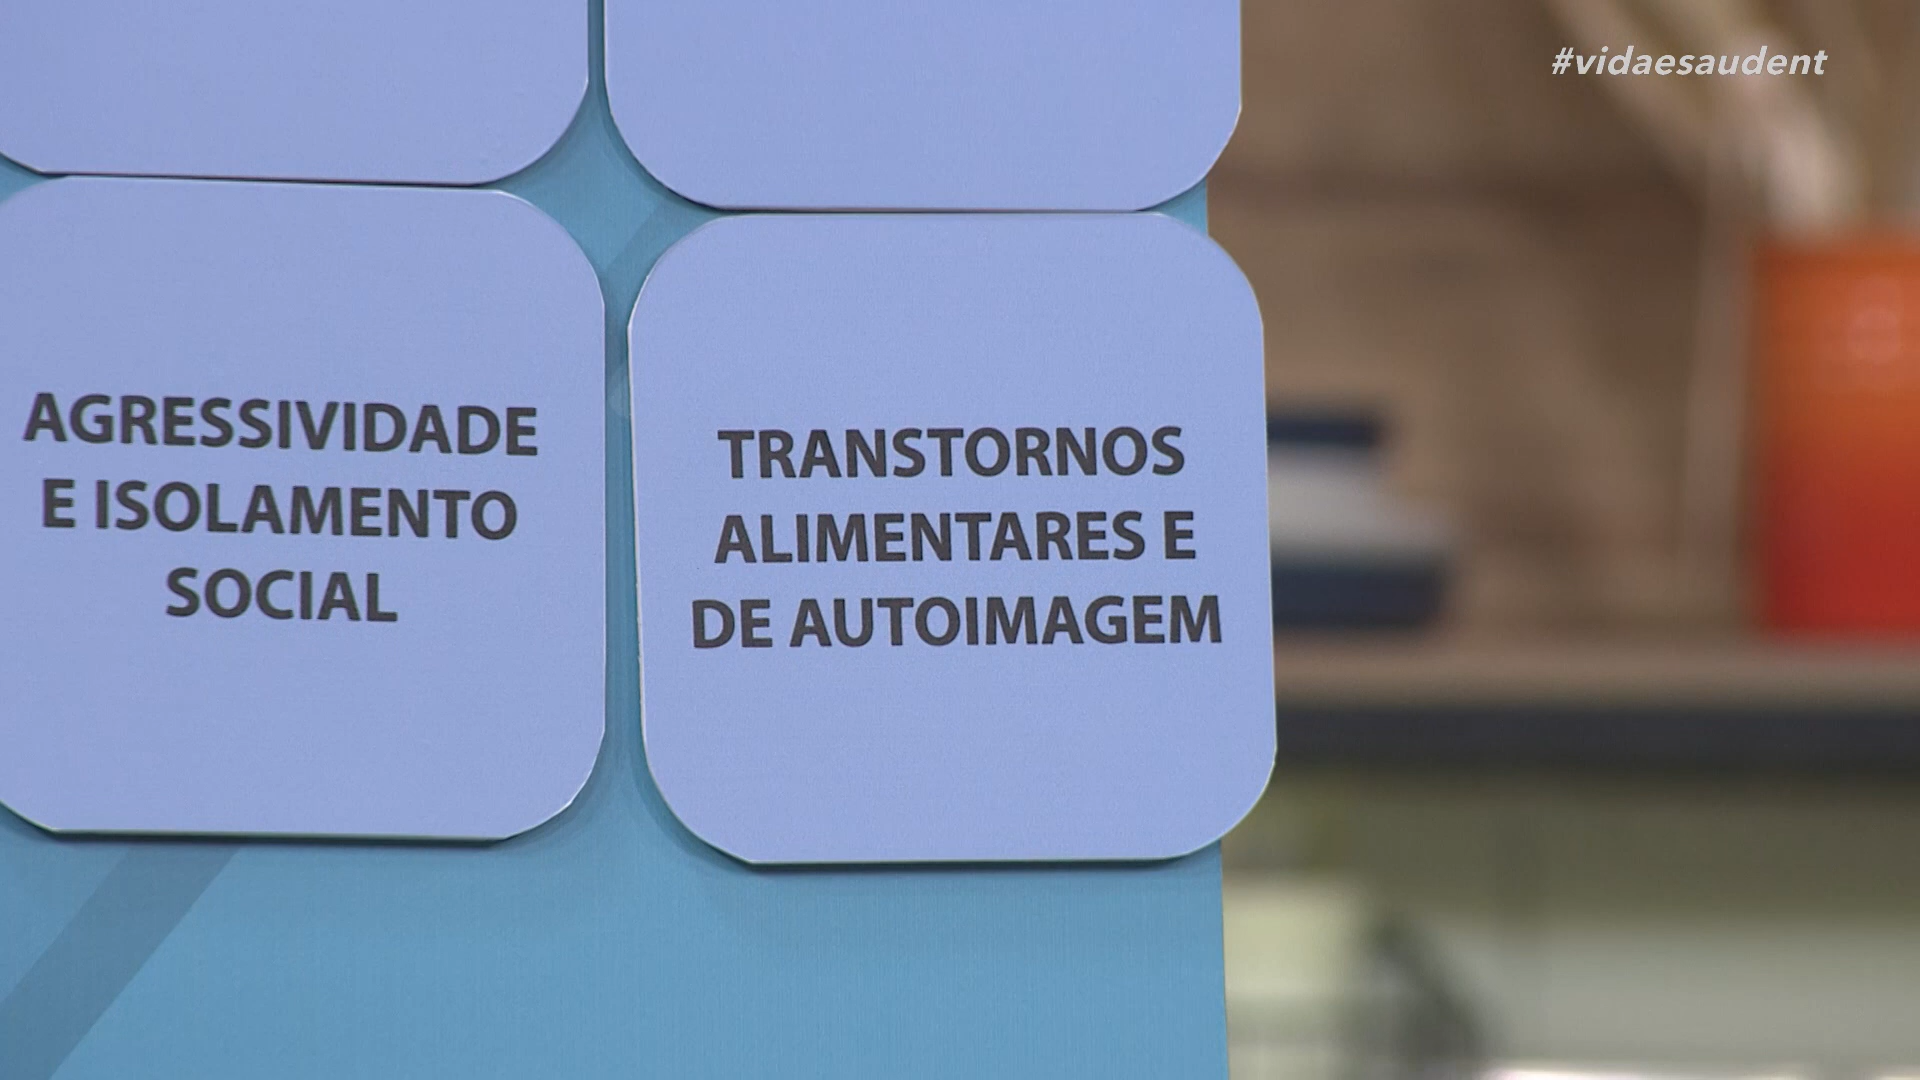 #vidaesaudent
AGRESSIVIDADE
E ISOLAMENTO
SOCIAL
TRANSTORNOS
ALIMENTARES E
DE AUTOIMAGEM